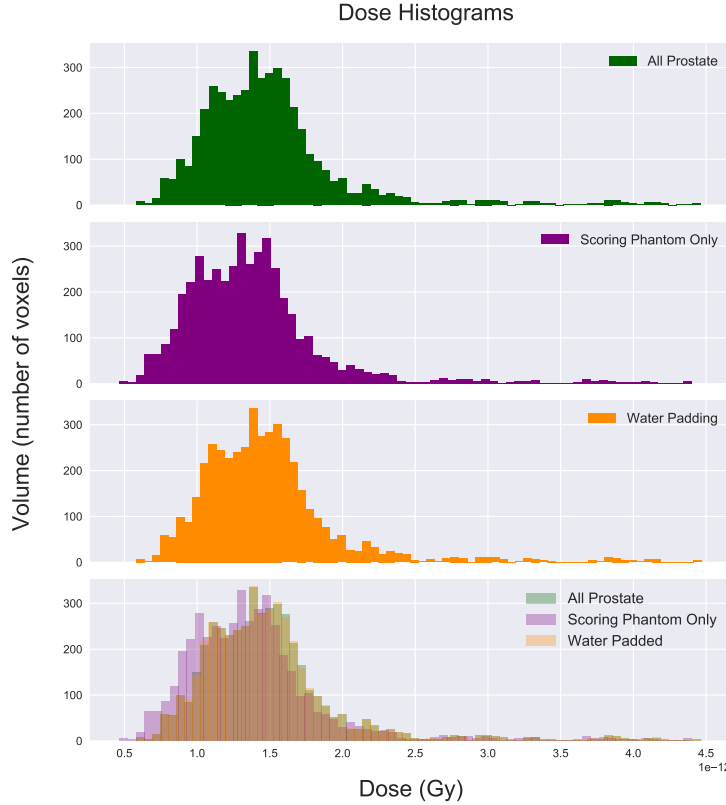 Dose Histograms
300
200
100
0
All Prostate
300
200
100
0
Scoring Phantom Only
300
200
100
0
Water Padding
300
200
100
0
All Prostate
Scoring Phantom Only
Water Padded
Volume (number of voxels)
0.5 1.0 1.5 2.0 2.5 3.0 3.5 4.0 4.5
1e−12
Dose (Gy)